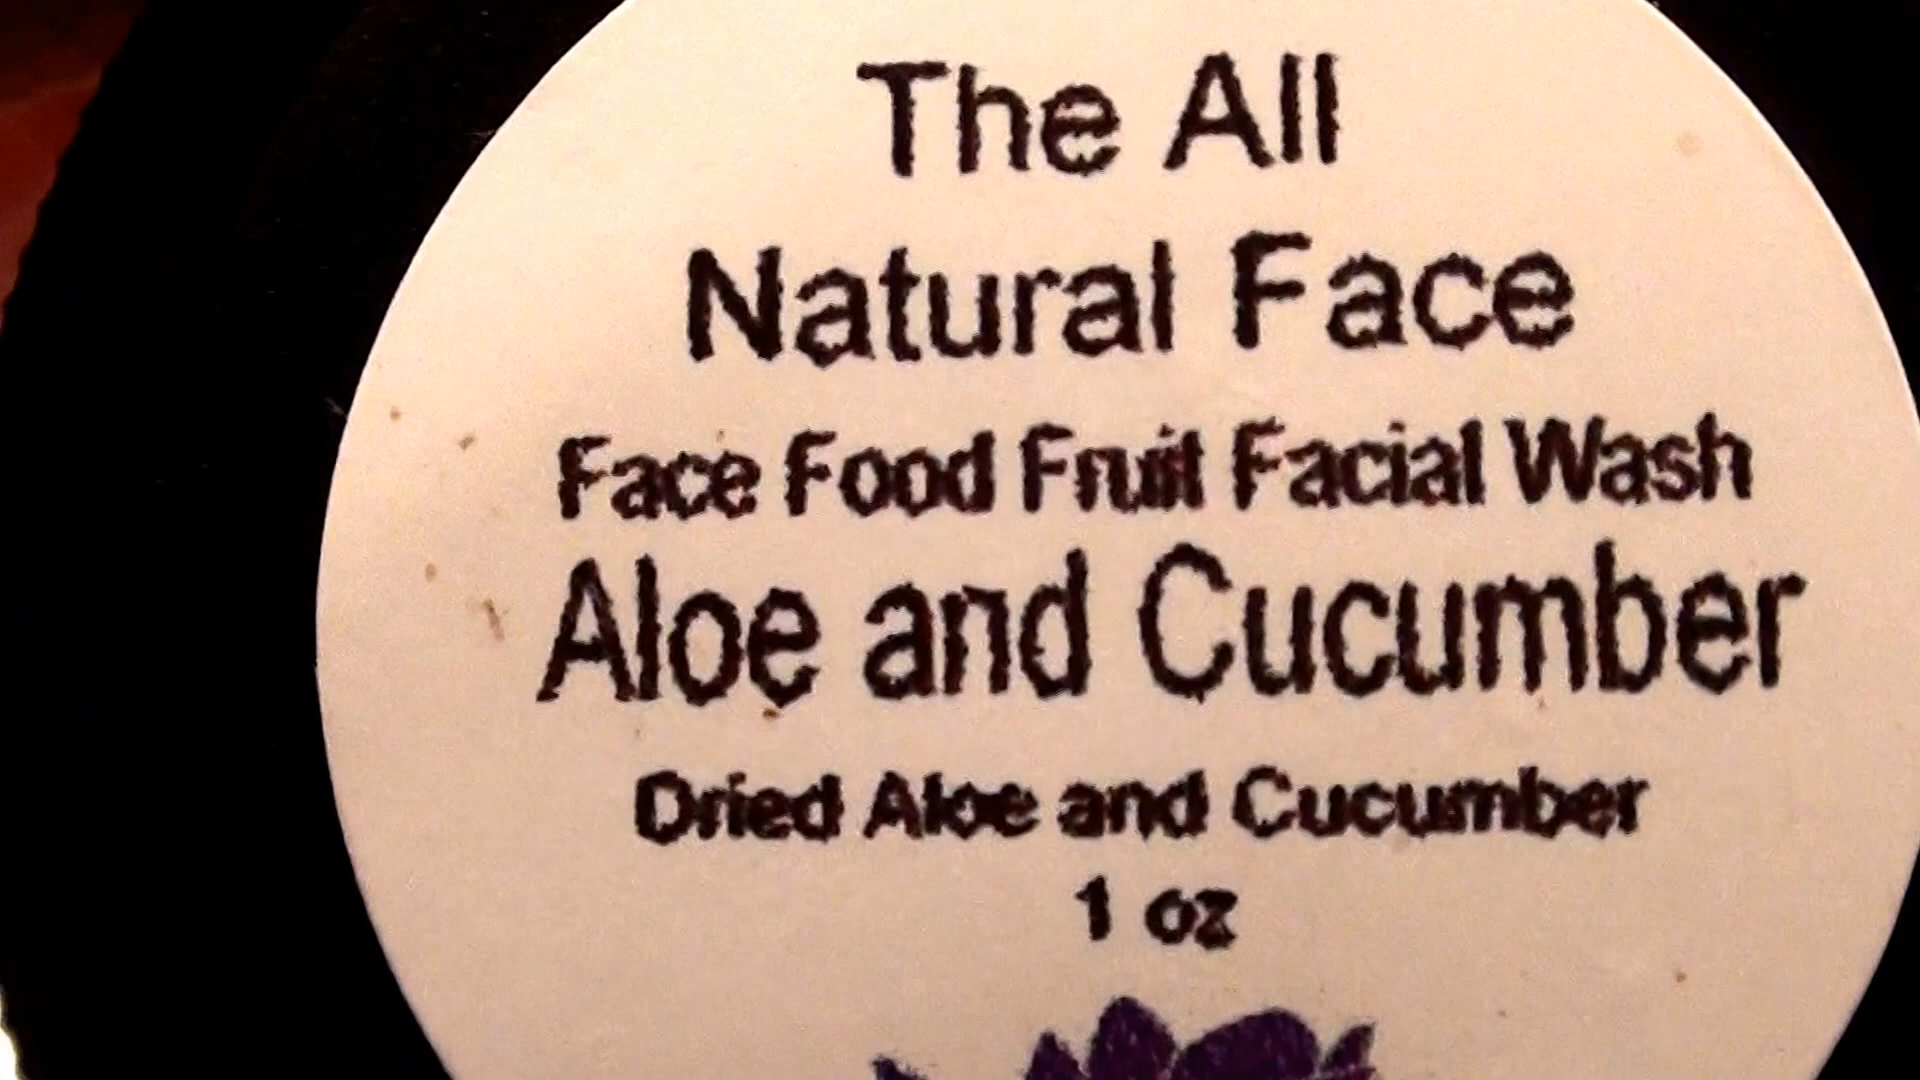 The All
Natural Face
Face Food Fruit Facial Wash
Aloe and Cucumber
Dried Aloe and Cucumber
1 oz